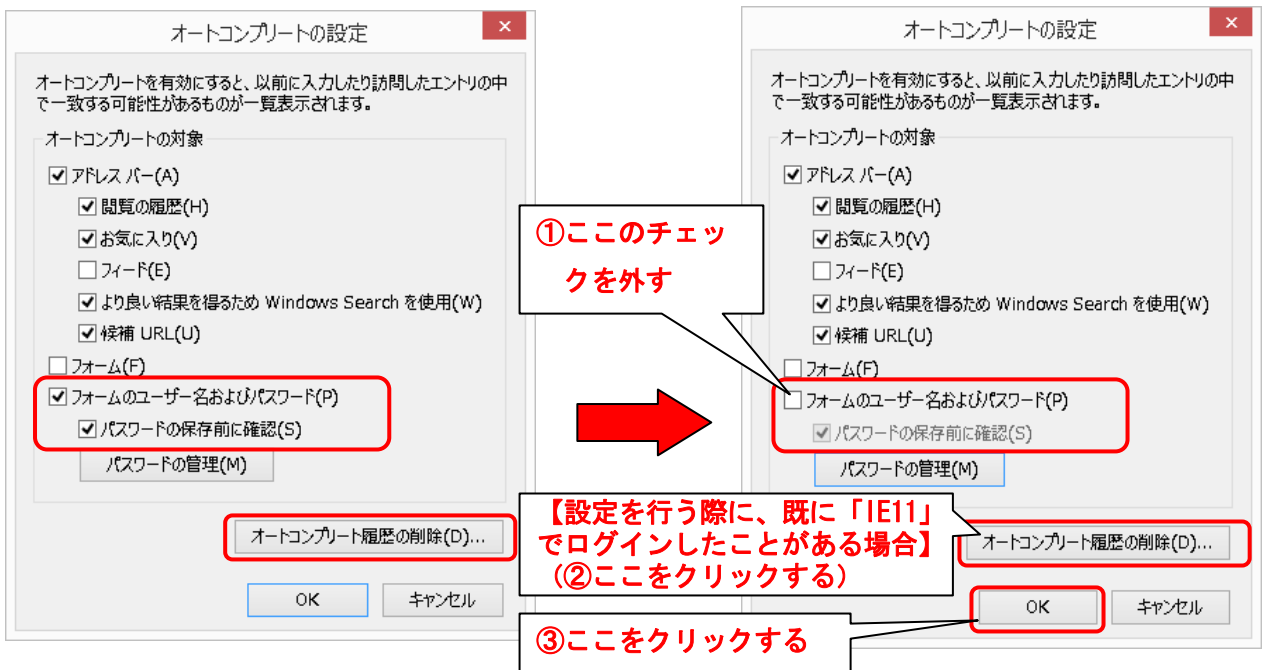 オートコンプリートの設定
オートコンプリートを有効にすると、以前に入力したり訪問したエントリの中
で一致する可能性があるものが一覧表示されます。
オートコンプリートの対象
アドレス バー(A)
閲覧の履歴(H)
お気に入り(V)
フィード(E)
より良い結果を得るため Windows Search を使用(W)
候補 URL(U)
フォーム(F)
フォームのユーザー名およびパスワード(P)
パスワードの保存前に確認(S)
パスワードの管理(M)
オートコンプリート履歴の削除(D)...
OK
キャンセル
①ここのチェッ
クを外す
オートコンプリートの設定
オートコンプリートを有効にすると、以前に入力したり訪問したエントリの中
で一致する可能性があるものが一覧表示されます。
オートコンプリートの対象
アドレス バー(A)
閲覧の履歴(H)
お気に入り(V)
フィード(E)
より良い結果を得るため Windows Search を使用(W)
候補 URL(U)
フォーム(F)
フォームのユーザー名およびパスワード(P)
パスワードの保存前に確認(S)
パスワードの管理(M)
【設定を行う際に、既に「IE11」
でログインしたことがある場合】
（②ここをクリックする）
オートコンプリート履歴の削除(D)...
OK
キャンセル
③ここをクリックする